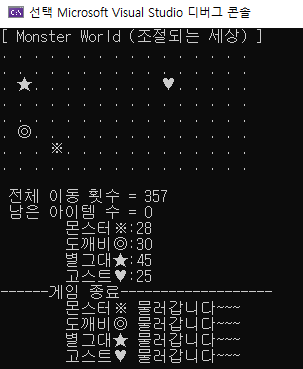 선택 Microsoft Visual Studio 디버그 콘솔
[ Monster World (조절되는 세상) ]
. . . . . . . . . . . . . . . .
. ★ . . . . . . . . ♥ . . . . .
. . . . . . . . . . . . . . . .
. ◎ . . . . . . . . . . . . . .
. . . ※ . . . . . . . . . . . .
. . . . . . . . . . . . . . . .
전체 이동 횟수 = 357
남은 아이템 수 = 0
몬스터※:28
도깨비◎:30
별그대★:45
고스트♥:25
------게임 종료-------------------
몬스터※ 물러갑니다~~~
도깨비◎ 물러갑니다~~~
별그대★ 물러갑니다~~~
고스트♥ 물러갑니다~~~